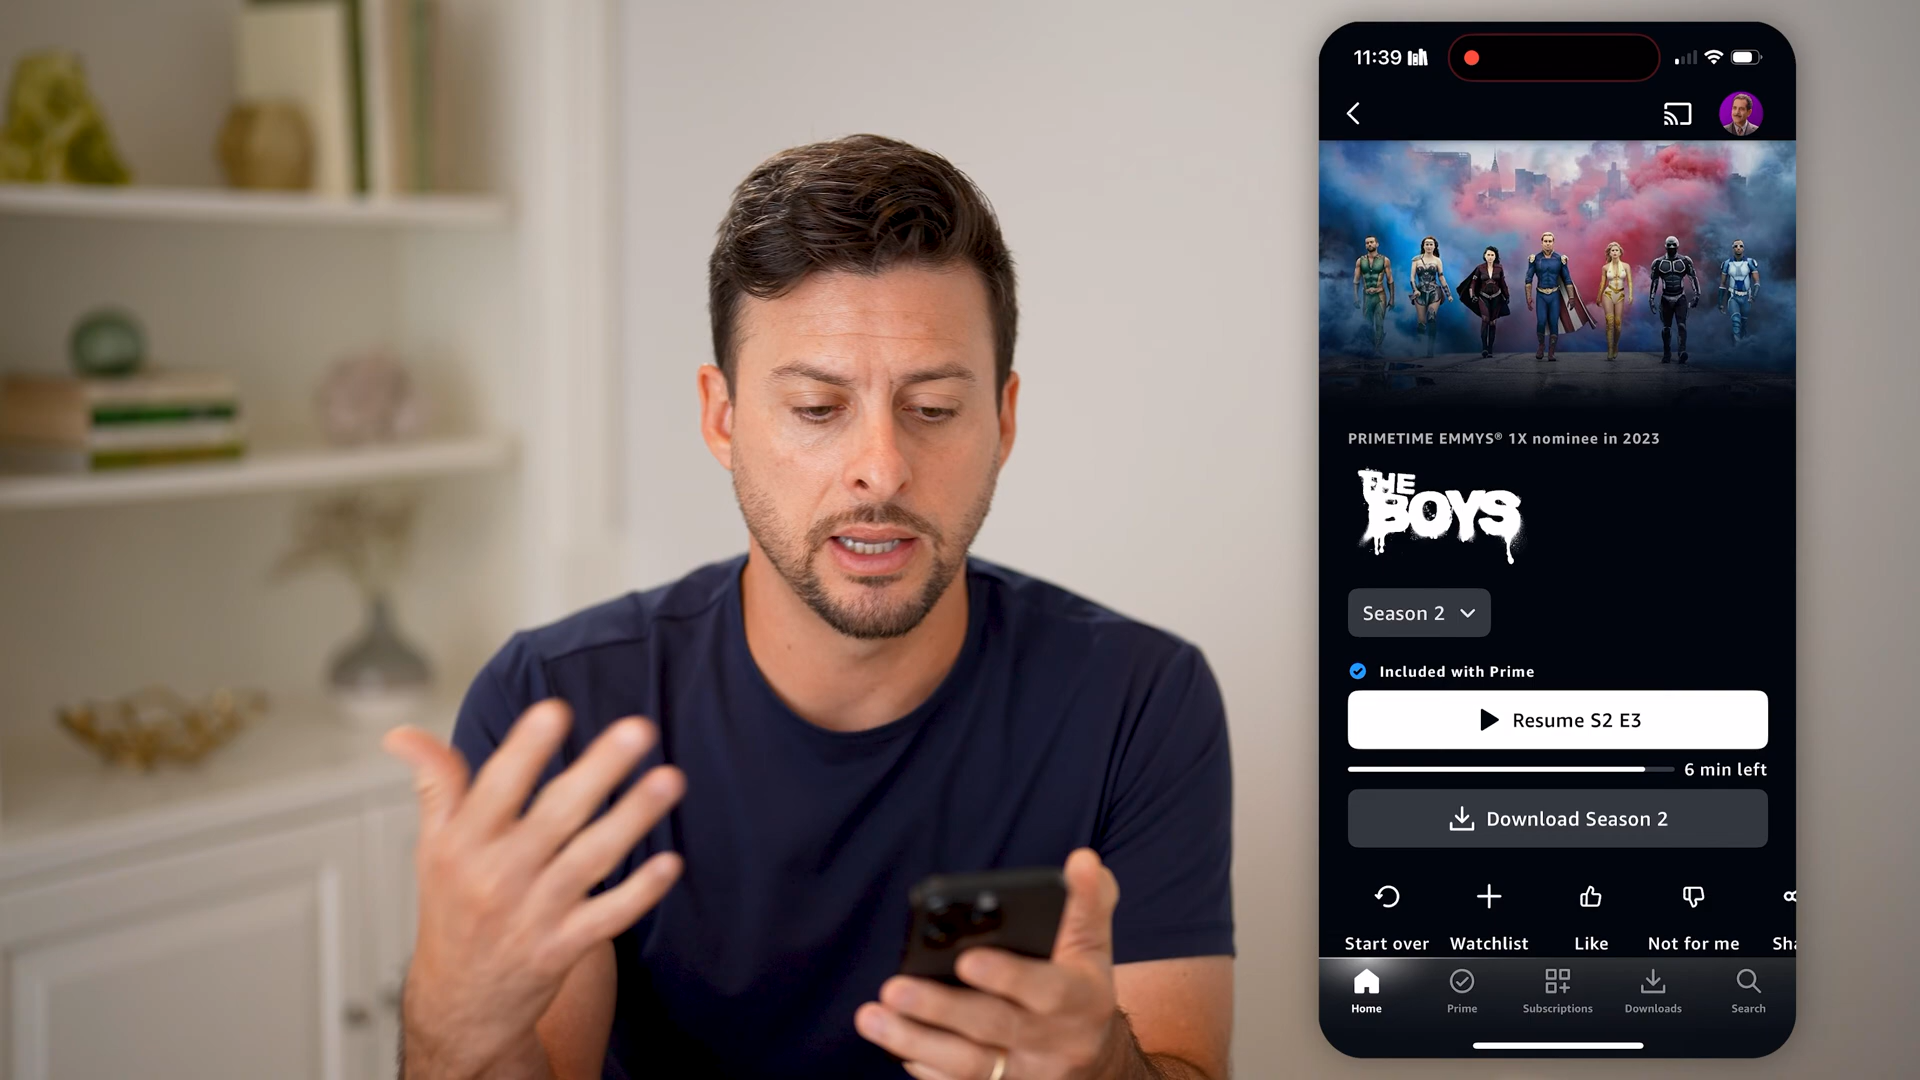 11:39
PRIMETIME EMMYS® 1X nominee in 2023
THE
BOYS
Season 2
Included with Prime
Resume S2 E3
6 min left
Download Season 2
Start over Watchlist Like Not for me Sha
Home Prime Subscriptions Downloads Search